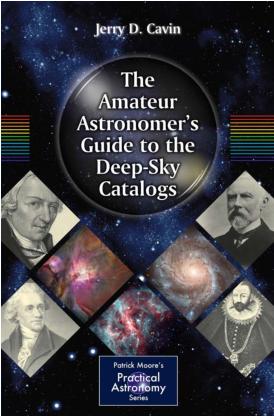 Jerry D. Cavin
The
Amateur
Astronomer's
Guide to the
Deep-Sky
Catalogs
Patrick Moore's
Practical
Astronomy
Series